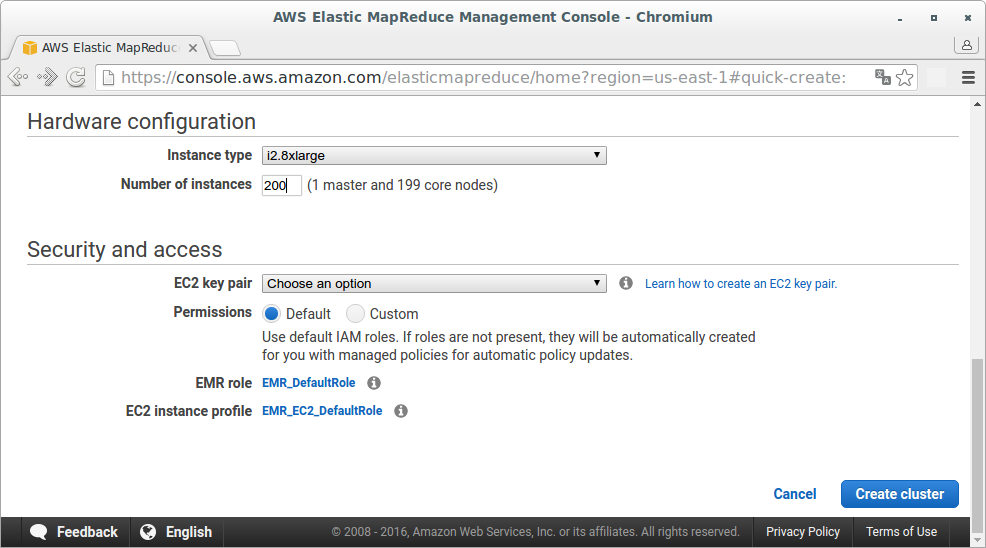 AWS Elastic MapReduce Management Console - Chromium
AWS Elastic MapReduc
https://console.aws.amazon.com/elasticmapreduce/home?region=us-east-1#quick-create:
Hardware configuration
Instance type i2.8xlarge
Number of instances 200 (1 master and 199 core nodes)
Security and access
EC2 key pair Choose an option Learn how to create an EC2 key pair.
Permissions Default Custom
Use default IAM roles. If roles are not present, they will be automatically created
for you with managed policies for automatic policy updates.
EMR role EMR_DefaultRole
EC2 instance profile EMR_EC2_DefaultRole
Cancel Create cluster
Feedback English © 2008 - 2016, Amazon Web Services, Inc. or its affiliates. All rights reserved. Privacy Policy Terms of Use